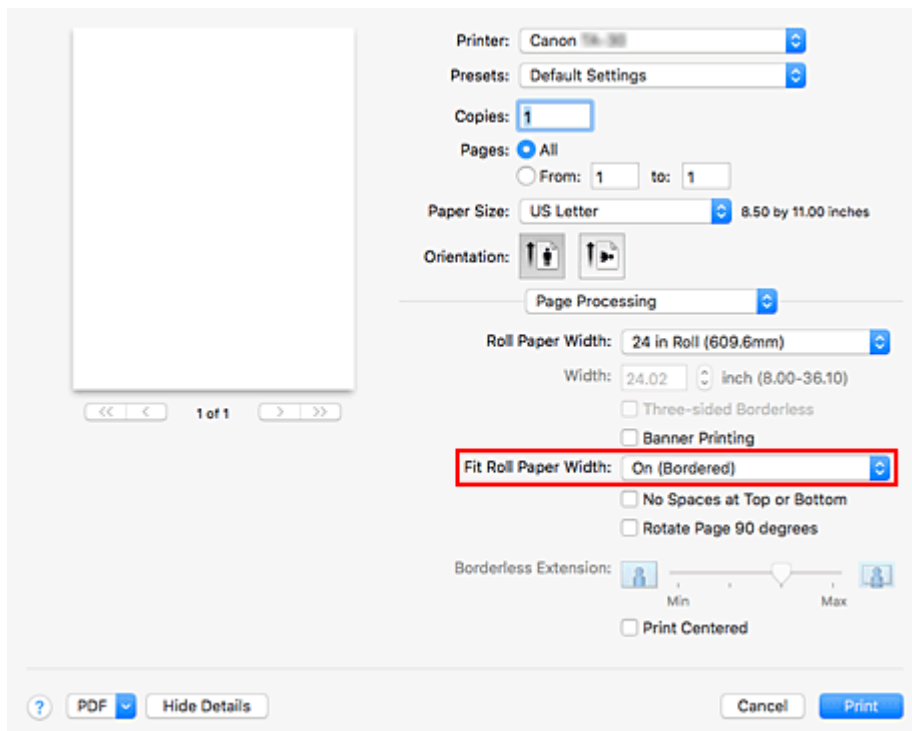 Printer: Canon
Presets: Default Settings
Copies: 1
Pages: All
From: 1 to: 1
Paper Size: US Letter 8.50 by 11.00 inches
Orientation:
Page Processing
Roll Paper Width: 24 in Roll (609.6mm)
Width: 24.02 inch (8.00-36.10)
<< < 1 of 1 > >>
Three-sided Borderless
Banner Printing
Fit Roll Paper Width: On (Bordered)
No Spaces at Top or Bottom
Rotate Page 90 degrees
Borderless Extension:
Min Max
Print Centered
? PDF Hide Details Cancel Print